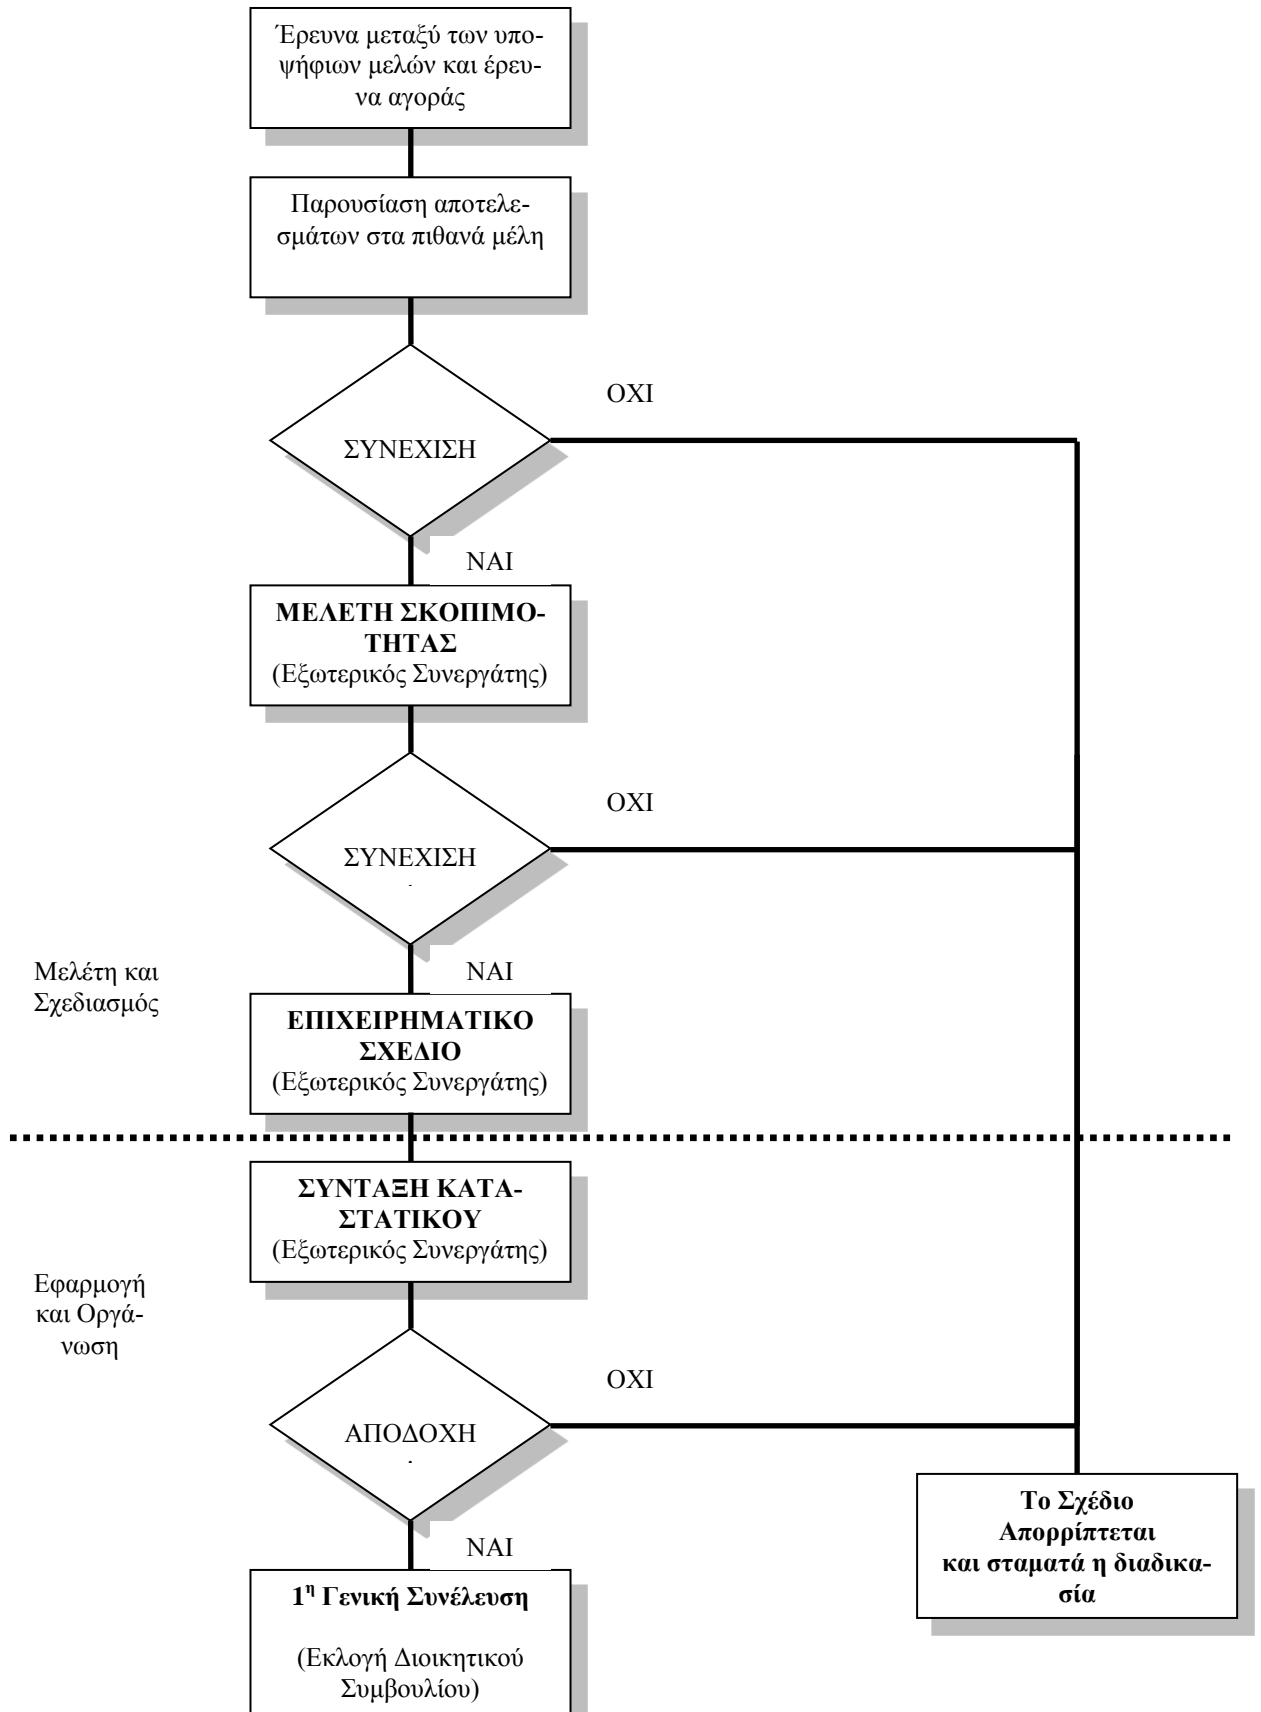 Έρευνα μεταξύ των υπο-
ψήφιων μελών και έρευ-
να αγοράς
Παρουσίαση αποτελε-
σμάτων στα πιθανά μέλη
ΟΧΙ
ΣΥΝΕΧΙΣΗ
ΝΑΙ
ΜΕΛΕΤΗ ΣΚΟΠΙΜΟ-
ΤΗΤΑΣ
(Εξωτερικός Συνεργάτης)
ΟΧΙ
ΣΥΝΕΧΙΣΗ
Μελέτη και
Σχεδιασμός
ΝΑΙ
ΕΠΙΧΕΙΡΗΜΑΤΙΚΟ
ΣΧΕΔΙΟ
(Εξωτερικός Συνεργάτης)
ΣΥΝΤΑΞΗ ΚΑΤΑ-
ΣΤΑΤΙΚΟΥ
(Εξωτερικός Συνεργάτης)
Εφαρμογή
και Οργά-
νωση
ΟΧΙ
ΑΠΟΔΟΧΗ
ΝΑΙ
1η Γενική Συνέλευση
(Εκλογή Διοικητικού
Συμβουλίου)
Το Σχέδιο
Απορρίπτεται
και σταματά η διαδικα-
σία